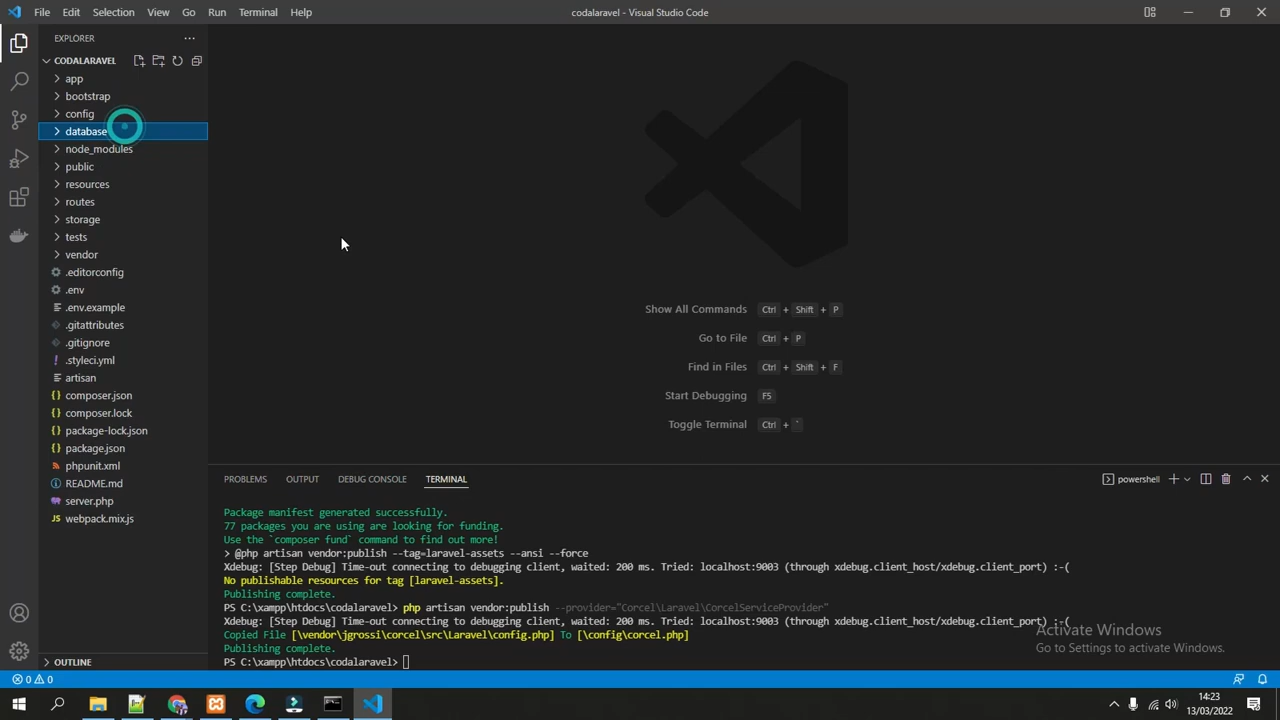 File Edit Selection View Go Run Terminal Help
codalaravel - Visual Studio Code
EXPLORER
CODALARAVEL
app
bootstrap
config
database
node_modules
public
resources
routes
storage
tests
vendor
.editorconfig
.env
.env.example
.gitattributes
.gitignore
.styleci.yml
artisan
composer.json
composer.lock
package-lock.json
package.json
phpunit.xml
README.md
server.php
webpack.mix.js
OUTLINE
Show All Commands Ctrl + Shift + P
Go to File Ctrl + P
Find in Files Ctrl + Shift + F
Start Debugging F5
Toggle Terminal Ctrl + `
PROBLEMS OUTPUT DEBUG CONSOLE TERMINAL
powershell
Package manifest generated successfully.
77 packages you are using are looking for funding.
Use the `composer fund` command to find out more!
> @php artisan vendor:publish --tag=laravel-assets --ansi --force
Xdebug: [Step Debug] Time-out connecting to debugging client, waited: 200 ms. Tried: localhost:9003 (through xdebug.client_host/xdebug.client_port) :-(
No publishable resources for tag [laravel-assets].
Publishing complete.
PS C:\xampp\htdocs\codalaravel> php artisan vendor:publish --provider="Corcel\Laravel\CorcelServiceProvider"
Xdebug: [Step Debug] Time-out connecting to debugging client, waited: 200 ms. Tried: localhost:9003 (through xdebug.client_host/xdebug.client_port) :-(
Copied File [\vendor\jgrossi\corcel\src\Laravel\config.php] To [\config\corcel.php]
Publishing complete.
PS C:\xampp\htdocs\codalaravel>
Activate Windows
Go to Settings to activate Windows.
0 0
14:23
13/03/2022